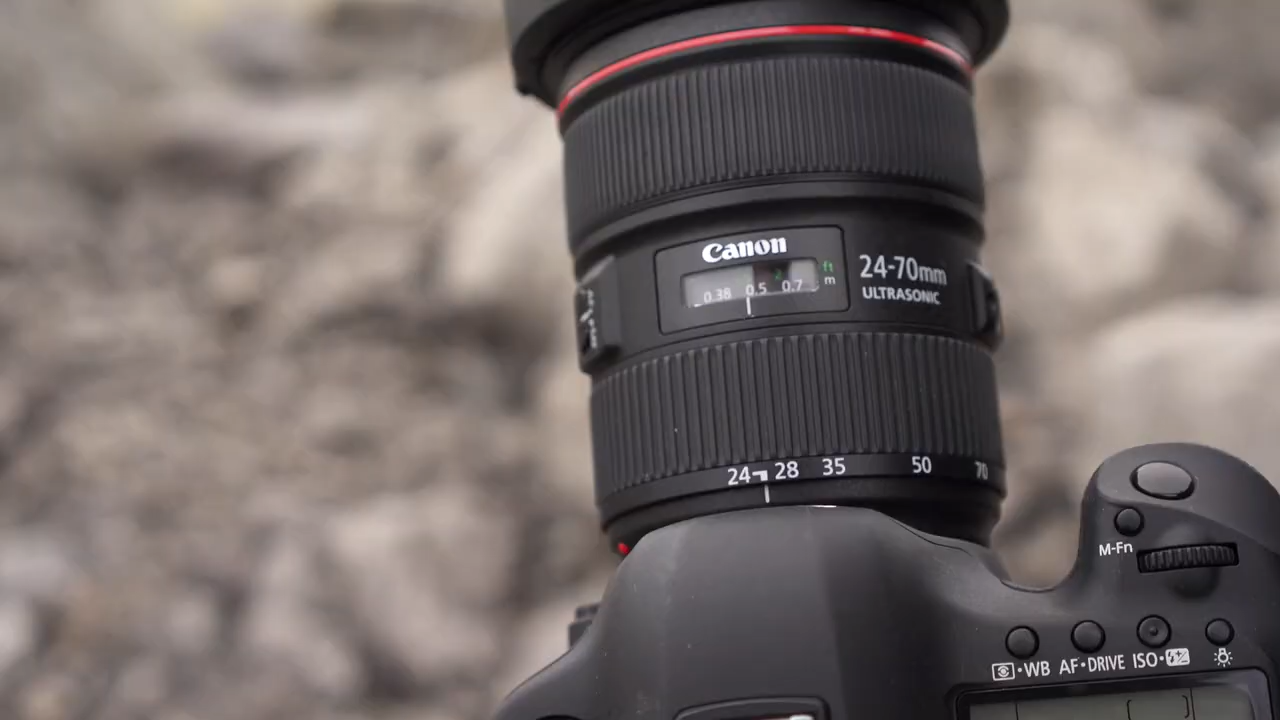 Canon
ft
0.38 0.5 0.7 m
24-70mm
ULTRASONIC
24 28 35 50 70
M-Fn
·WB AF·DRIVE ISO·